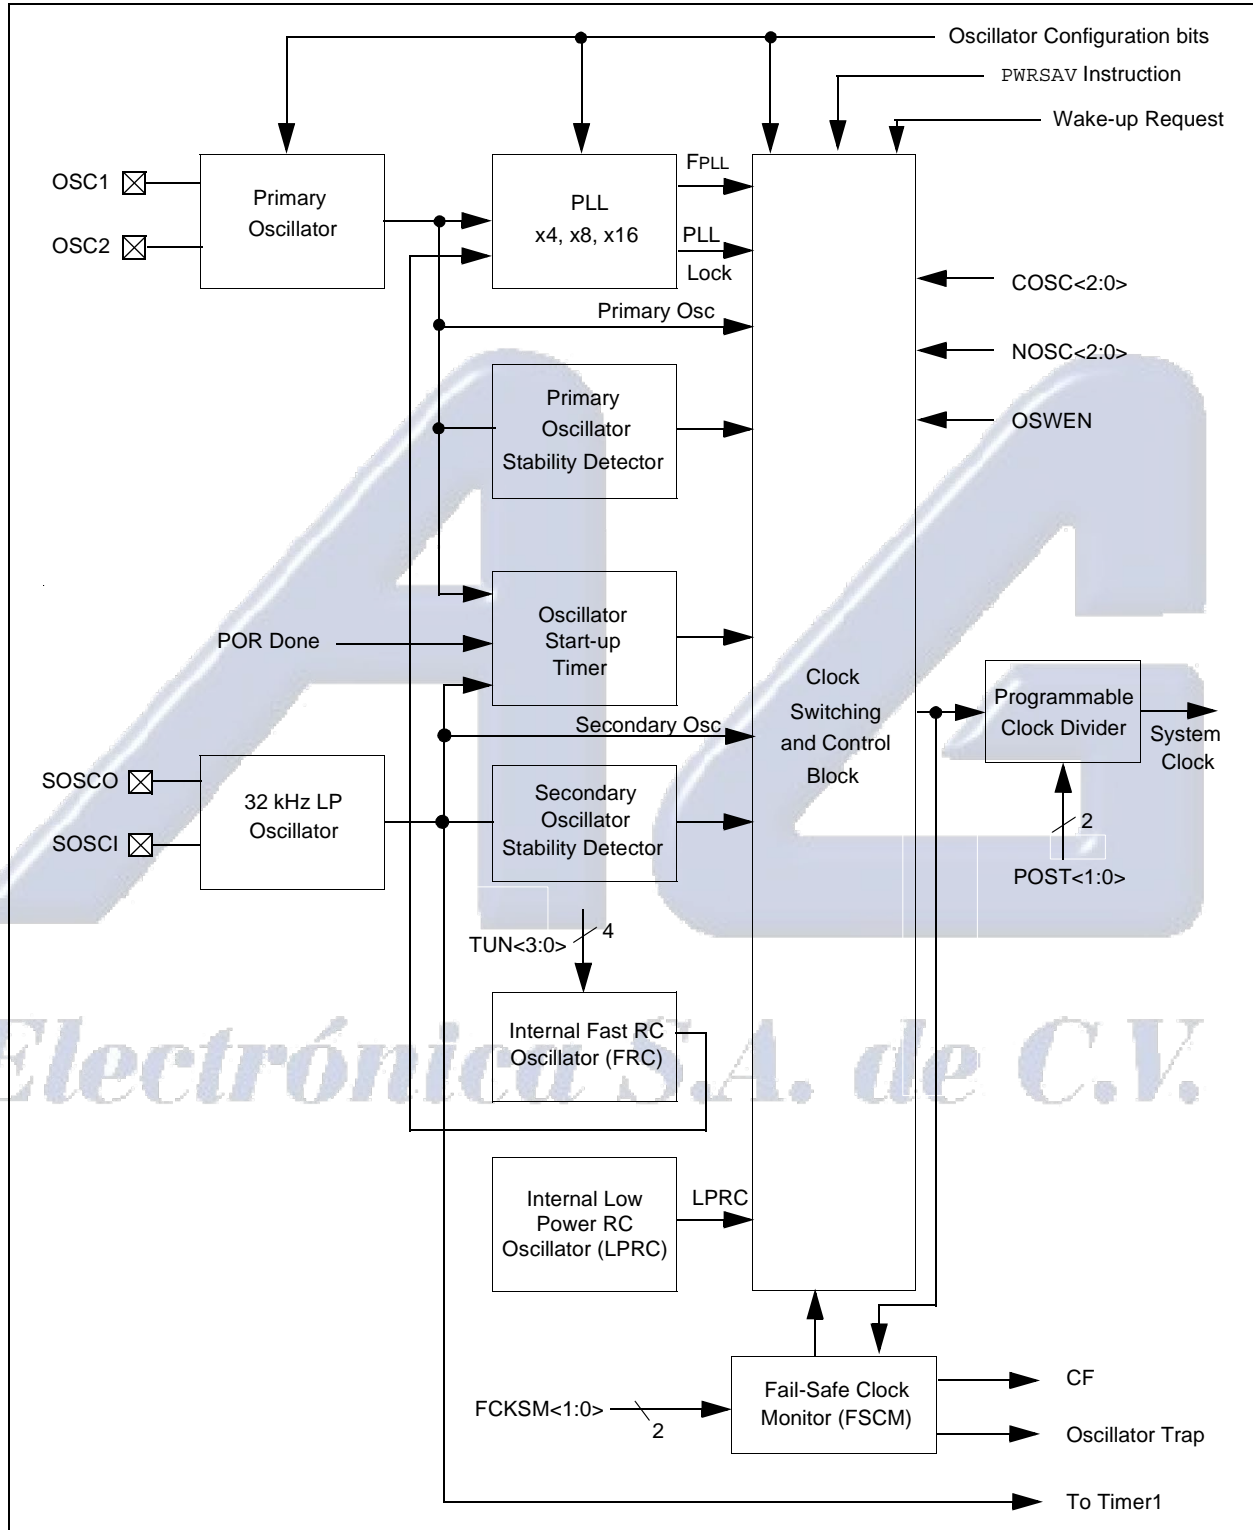 Oscillator Configuration bits
PWRSAV Instruction
Wake-up Request
OSC1
OSC2
Primary
Oscillator
PLL
x4, x8, x16
FPLL
PLL
Lock
COSC<2:0>
Primary Osc
NOSC<2:0>
Primary
Oscillator
Stability Detector
OSWEN
POR Done
Oscillator
Start-up
Timer
Clock
Switching
and Control
Block
Programmable
Clock Divider
System
Clock
Secondary Osc
SOSCO
SOSCI
32 kHz LP
Oscillator
Secondary
Oscillator
Stability Detector
2
POST<1:0>
TUN<3:0>
4
Internal Fast RC
Oscillator (FRC)
Electrónica S.A. de C.V.
Internal Low
Power RC
Oscillator (LPRC)
LPRC
FCKSM<1:0>
2
Fail-Safe Clock
Monitor (FSCM)
CF
Oscillator Trap
To Timer1